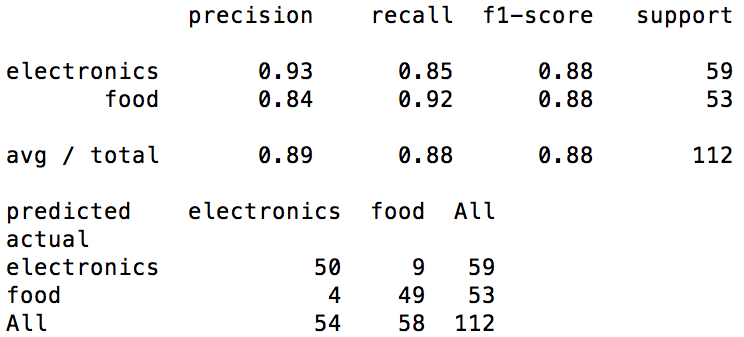 precision recall f1-score support
electronics 0.93 0.85 0.88 59
food 0.84 0.92 0.88 53
avg / total 0.89 0.88 0.88 112
predicted electronics food All
actual
electronics 50 9 59
food 4 49 53
All 54 58 112